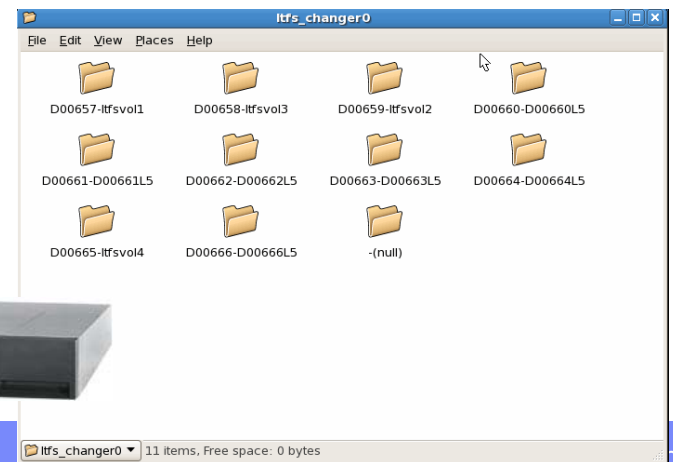 ltfs_changer0
File Edit View Places Help
D00657-ltfsvol1 D00658-ltfsvol3 D00659-ltfsvol2 D00660-D00660L5
D00661-D00661L5 D00662-D00662L5 D00663-D00663L5 D00664-D00664L5
D00665-ltfsvol4 D00666-D00666L5 -(null)
ltfs_changer0 11 items, Free space: 0 bytes